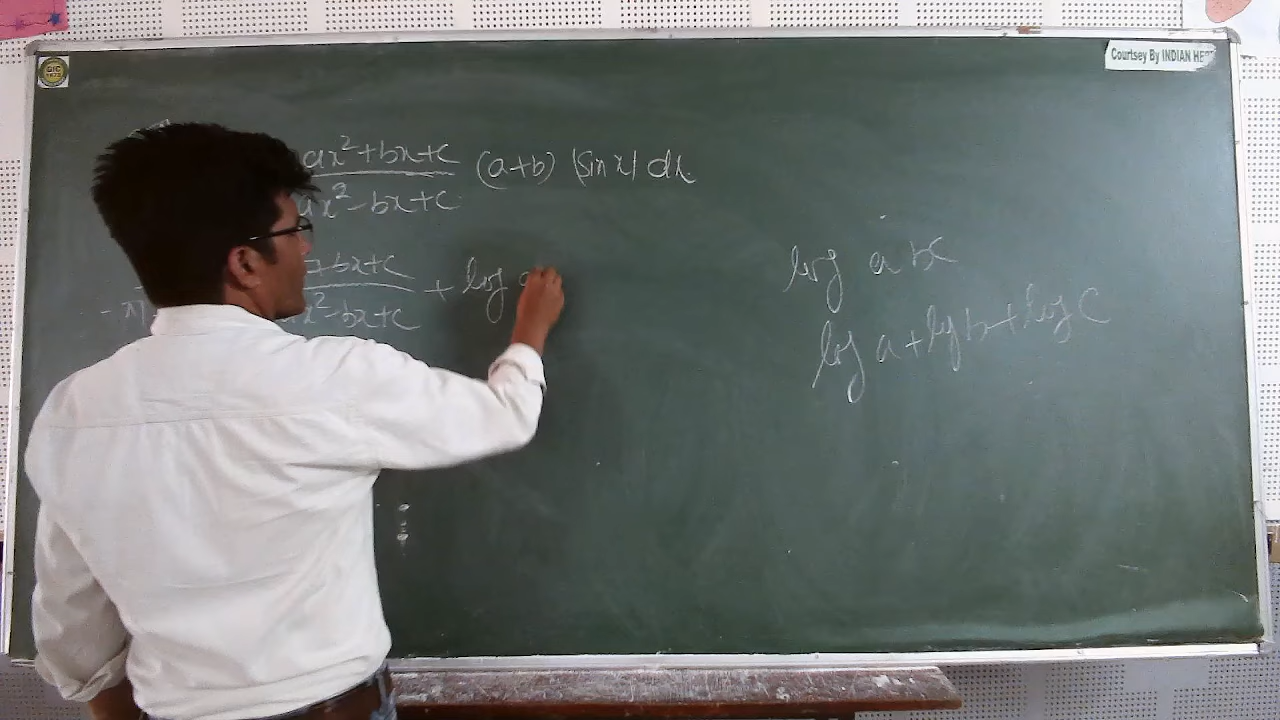 ax²+bx+c (a+b) |Sin x| dx.
ax²-bx+c
+bx+c + log
-π x²-bx+c
log abc
log a+log b+log c
Courtsey By INDIAN HE